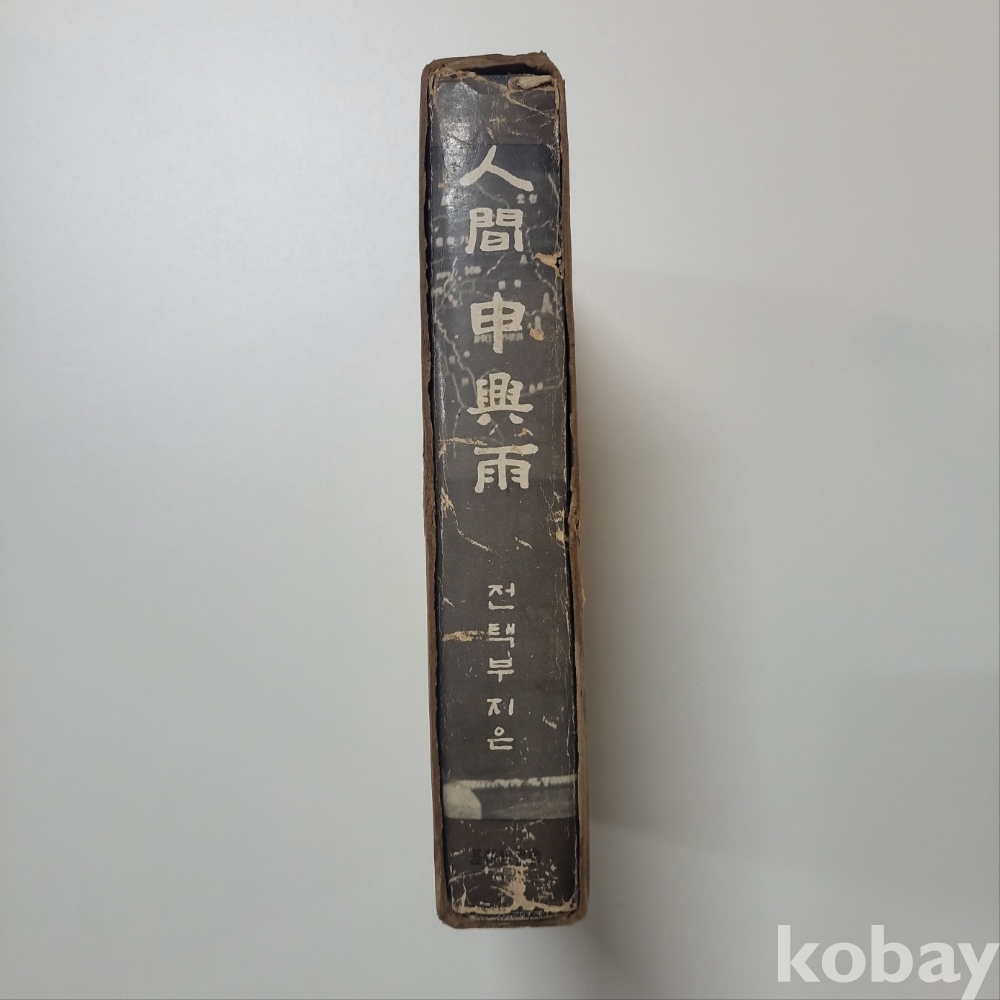 人間 申興雨
전택부 지은
kobay